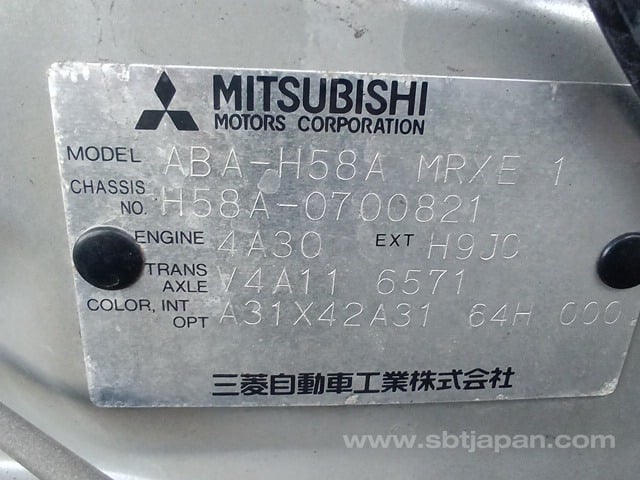 MITSUBISHI
MOTORS CORPORATION
MODEL ABA-H58A MRXE 1
CHASSIS NO. H58A-0700821
ENGINE 4A30 EXT H9JC
TRANS AXLE V4A11 6571
COLOR, INT OPT A31X42A31 64H 000
三菱自動車工業株式会社
www.sbtjapan.com